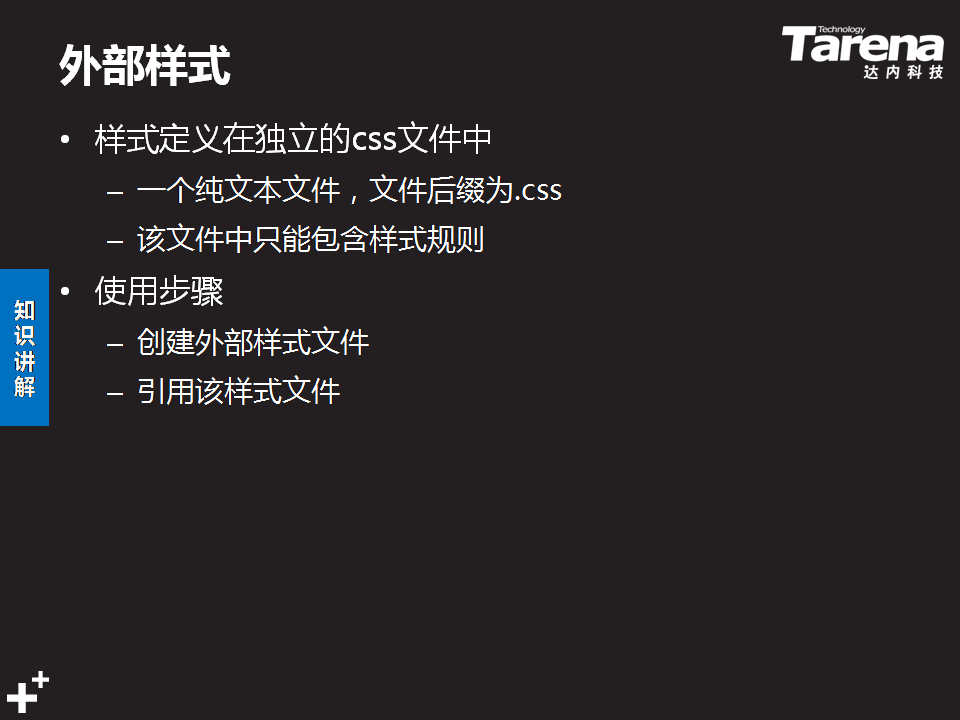 外部样式
Technology
Tarena
达内科技
• 样式定义在独立的css文件中
– 一个纯文本文件，文件后缀为.css
– 该文件中只能包含样式规则
• 使用步骤
– 创建外部样式文件
– 引用该样式文件
知识讲解